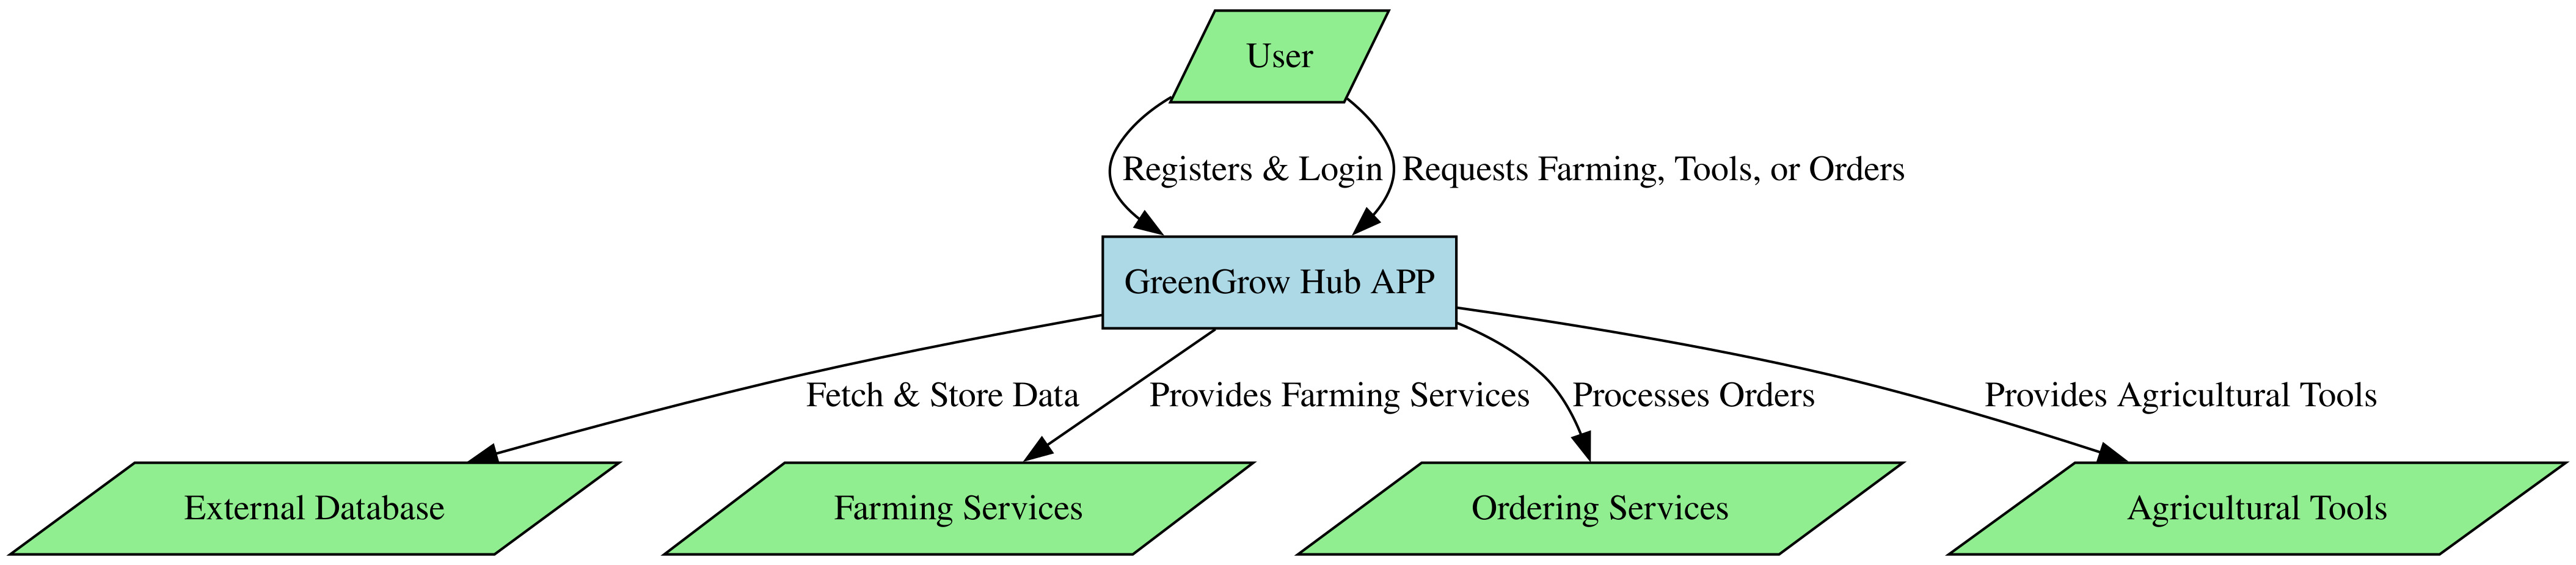 User
Registers & Login
Requests Farming, Tools, or Orders
GreenGrow Hub APP
Fetch & Store Data
Provides Farming Services
Processes Orders
Provides Agricultural Tools
External Database
Farming Services
Ordering Services
Agricultural Tools